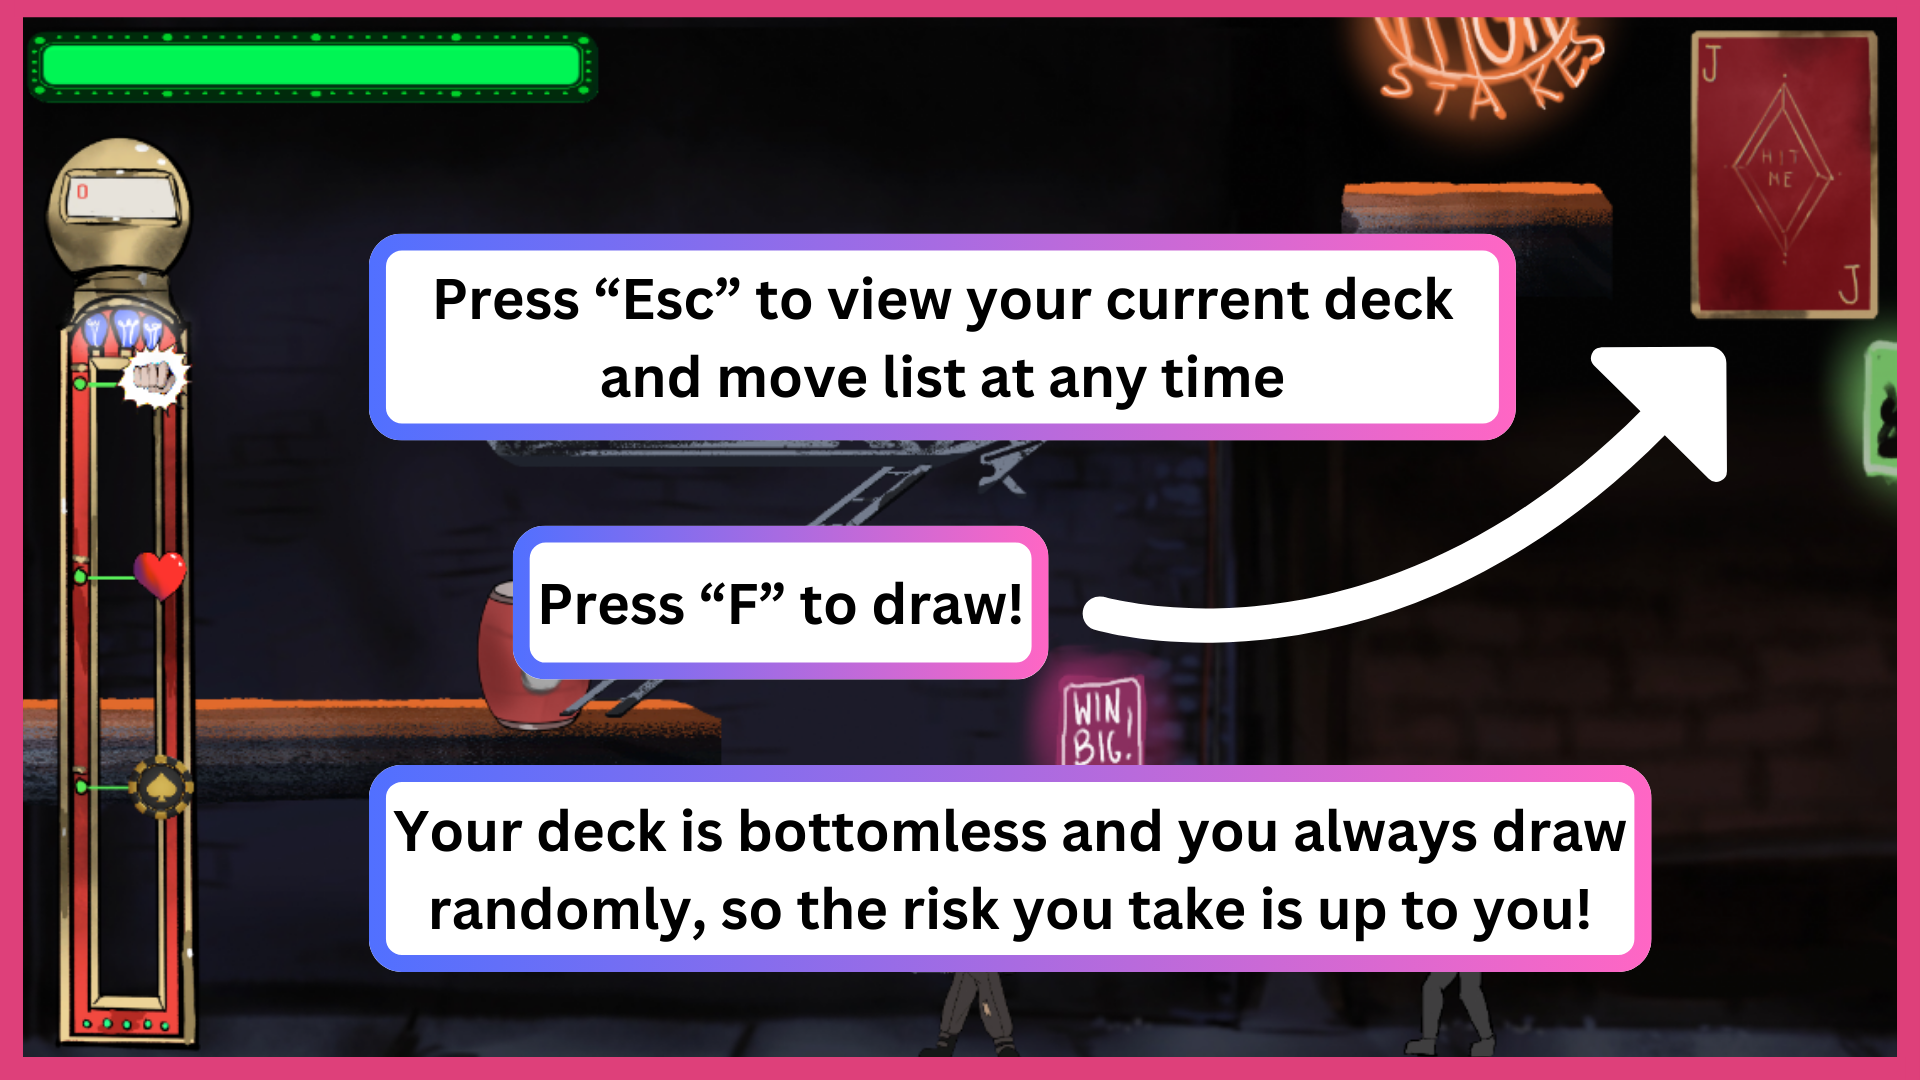 STAKES
J
HIT
ME
J
0
Press “Esc” to view your current deck
and move list at any time
Press “F” to draw!
WIN
BIG!
Your deck is bottomless and you always draw
randomly, so the risk you take is up to you!